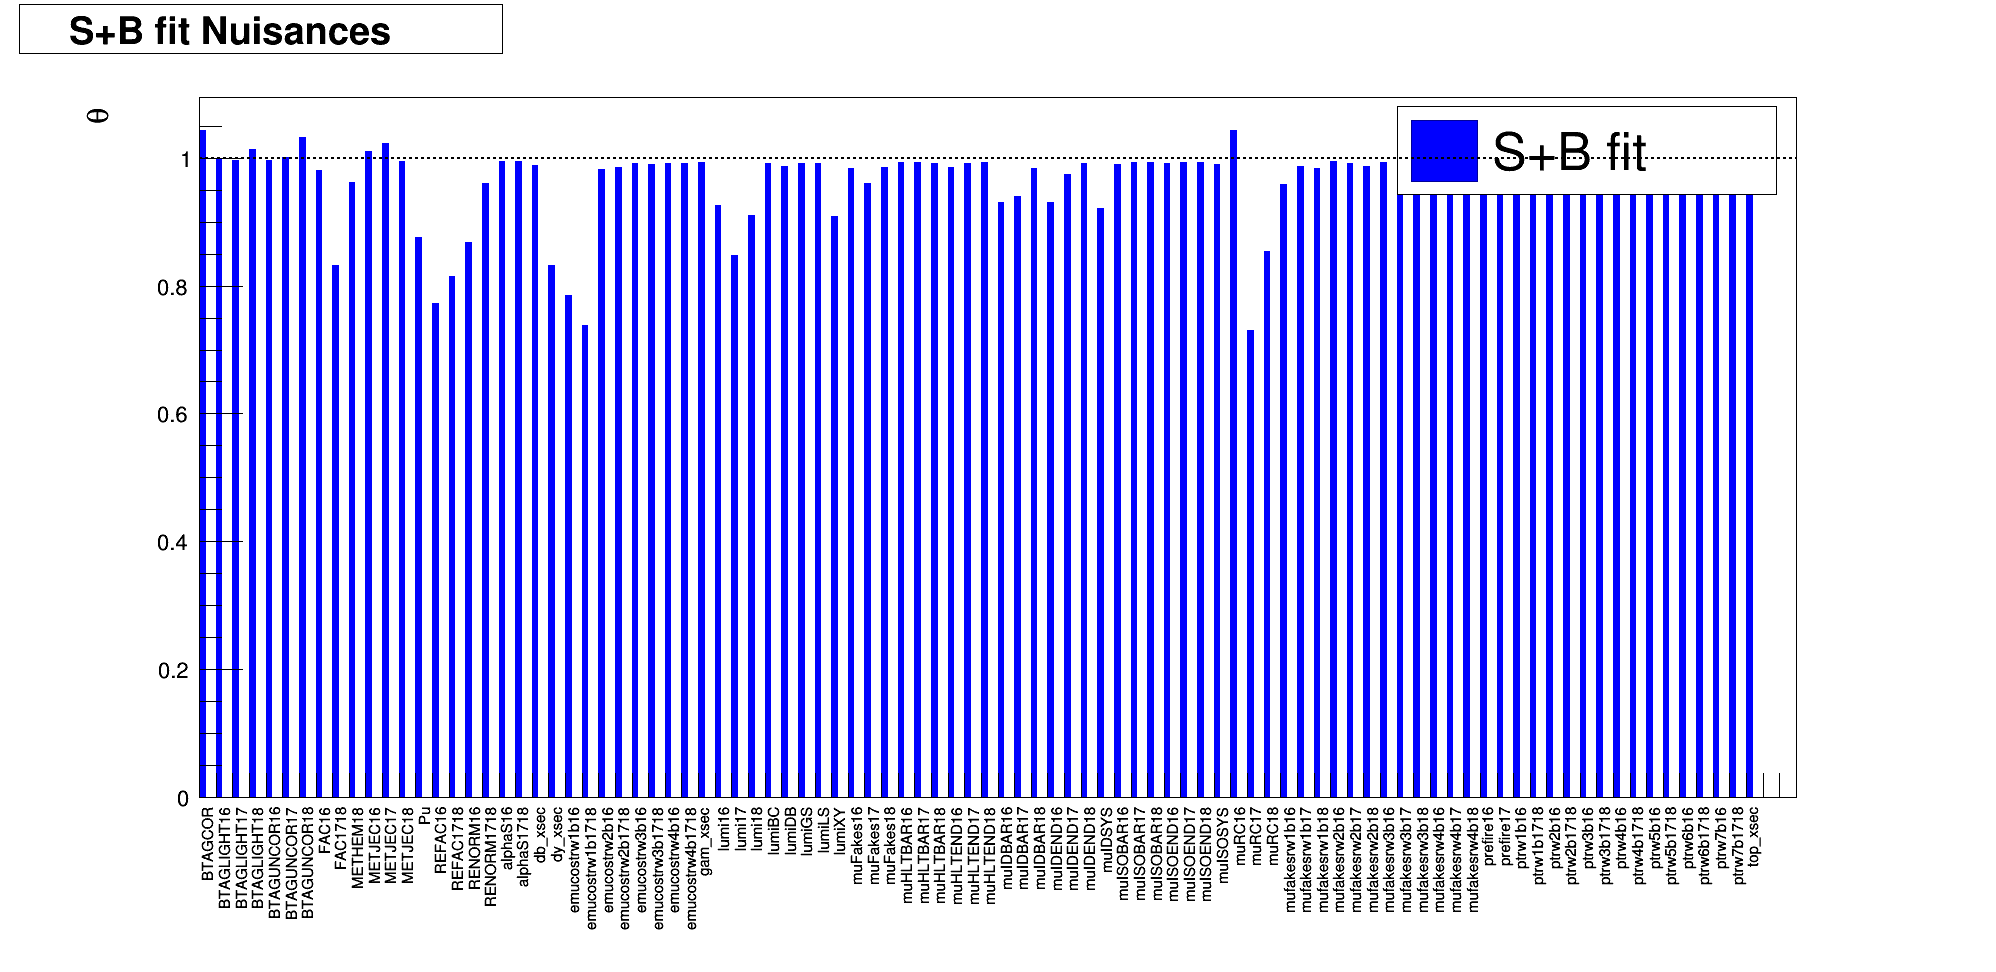 S+B fit Nuisances
θ
S+B fit
1
0.8
0.6
0.4
0.2
0
BTAGCOR
BTAGLIGHT16
BTAGLIGHT17
BTAGLIGHT18
BTAGUNCOR16
BTAGUNCOR17
BTAGUNCOR18
FAC16
FAC1718
METHEM18
METJEC16
METJEC17
METJEC18
Pu
REFAC16
REFAC1718
RENORM16
RENORM1718
alphaS16
alphaS1718
db_xsec
dy_xsec
emucostrw1b16
emucostrw1b1718
emucostrw2b16
emucostrw2b1718
emucostrw3b16
emucostrw3b1718
emucostrw4b16
emucostrw4b1718
gam_xsec
lumi16
lumi17
lumi18
lumiBC
lumiDB
lumiGS
lumiLS
lumiXY
muFakes16
muFakes17
muFakes18
muHLTBAR16
muHLTBAR17
muHLTBAR18
muHLTEND16
muHLTEND17
muHLTEND18
muIDBAR16
muIDBAR17
muIDBAR18
muIDEND16
muIDEND17
muIDEND18
muIDSYS
muISOBAR16
muISOBAR17
muISOBAR18
muISOEND16
muISOEND17
muISOEND18
muISOSYS
muRC16
muRC17
muRC18
mufakesrw1b16
mufakesrw1b17
mufakesrw1b18
mufakesrw2b16
mufakesrw2b17
mufakesrw2b18
mufakesrw3b16
mufakesrw3b17
mufakesrw3b18
mufakesrw4b16
mufakesrw4b17
mufakesrw4b18
prefire16
prefire17
ptrw1b16
ptrw1b1718
ptrw2b16
ptrw2b1718
ptrw3b16
ptrw3b1718
ptrw4b16
ptrw4b1718
ptrw5b16
ptrw5b1718
ptrw6b16
ptrw6b1718
ptrw7b16
ptrw7b1718
top_xsec